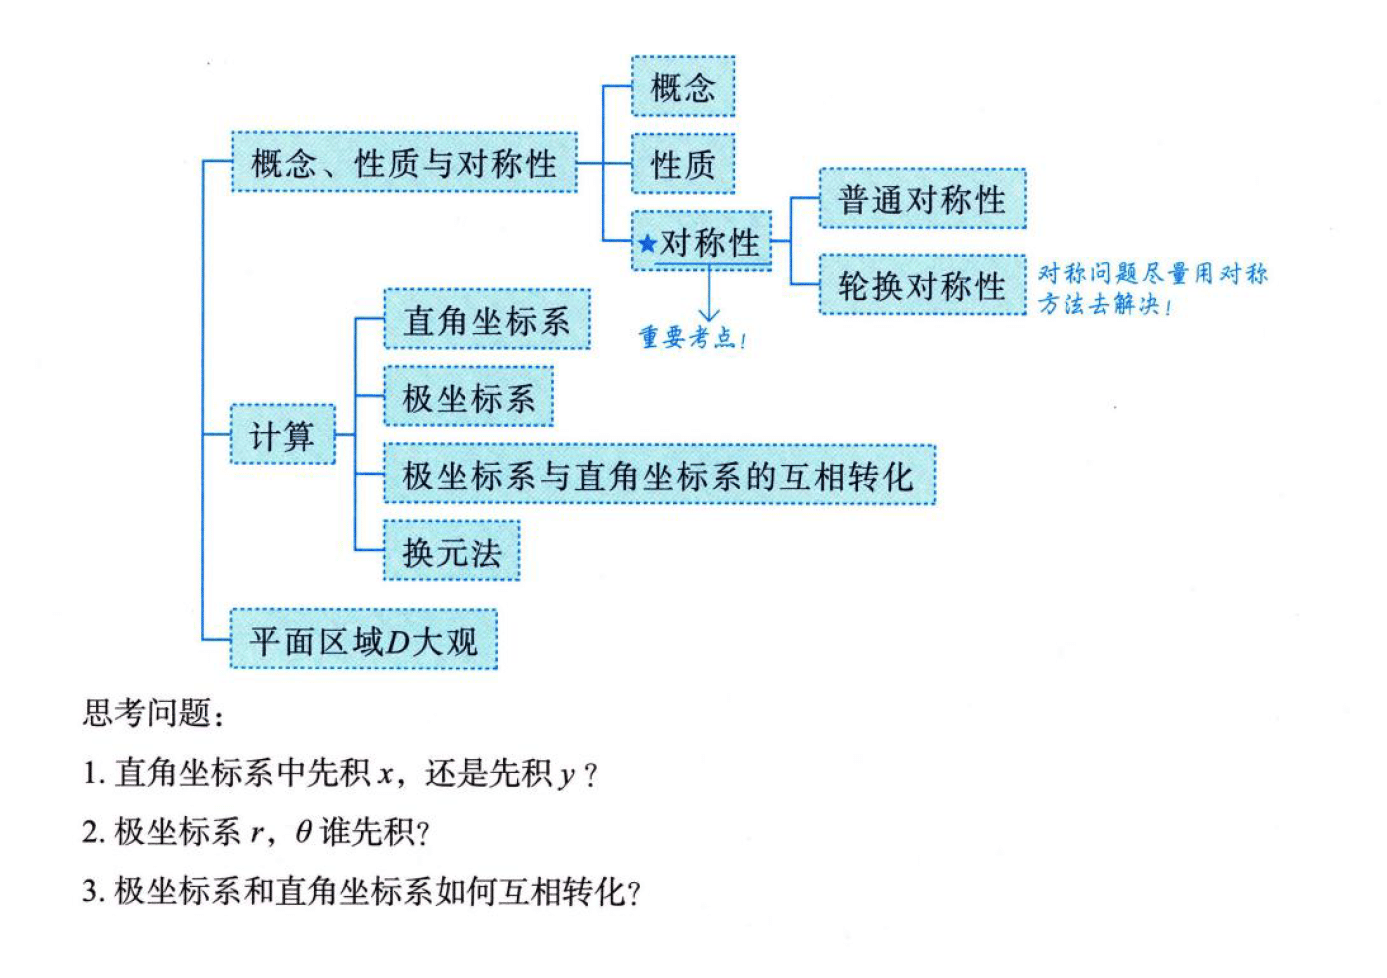 概念
概念、性质与对称性
性质
★对称性
普通对称性
轮换对称性
对称问题尽量用对称
方法去解决!
重要考点!
直角坐标系
极坐标系
计算
极坐标系与直角坐标系的互相转化
换元法
平面区域D大观
思考问题:
1. 直角坐标系中先积 x，还是先积 y？
2. 极坐标系 r，θ 谁先积?
3. 极坐标系和直角坐标系如何互相转化?